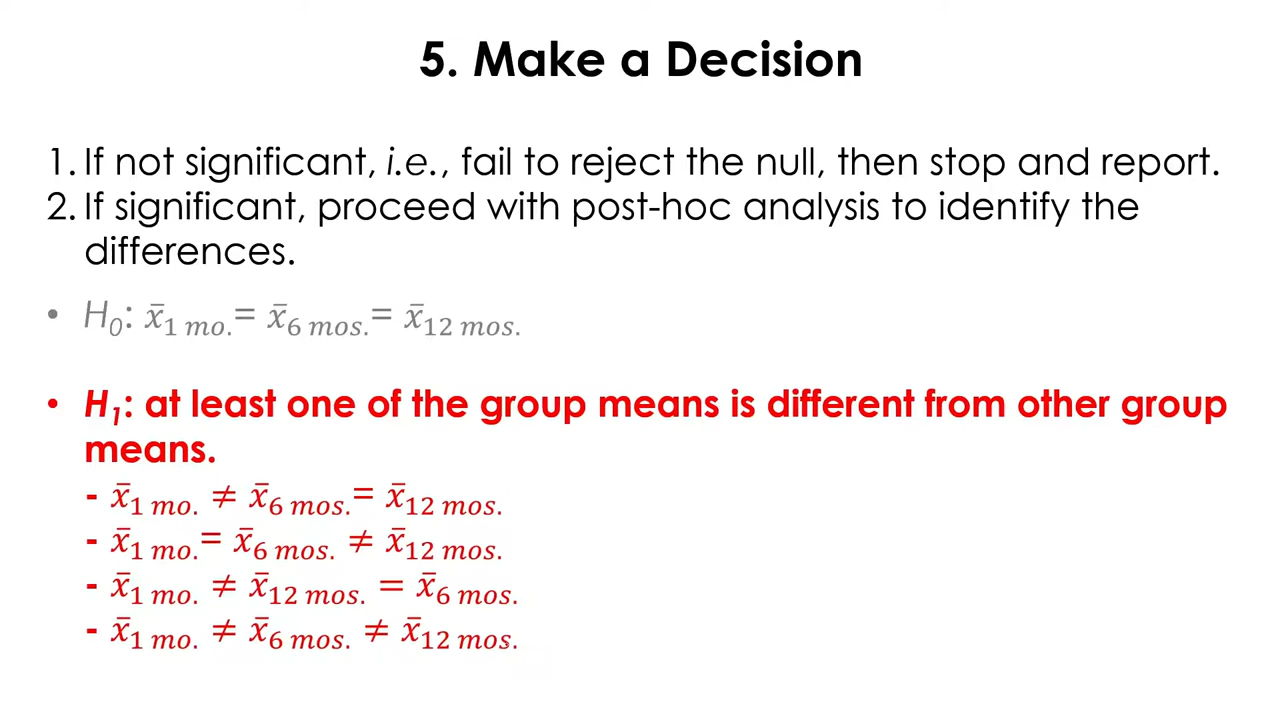 5. Make a Decision
1. If not significant, i.e., fail to reject the null, then stop and report.
2. If significant, proceed with post-hoc analysis to identify the
differences.
• H₀: x̄₁ ₘₒ. = x̄₆ ₘₒₛ. = x̄₁₂ ₘₒₛ.
• H₁: at least one of the group means is different from other group
means.
- x̄₁ ₘₒ. ≠ x̄₆ ₘₒₛ. = x̄₁₂ ₘₒₛ.
- x̄₁ ₘₒ. = x̄₆ ₘₒₛ. ≠ x̄₁₂ ₘₒₛ.
- x̄₁ ₘₒ. ≠ x̄₁₂ ₘₒₛ. = x̄₆ ₘₒₛ.
- x̄₁ ₘₒ. ≠ x̄₆ ₘₒₛ. ≠ x̄₁₂ ₘₒₛ.